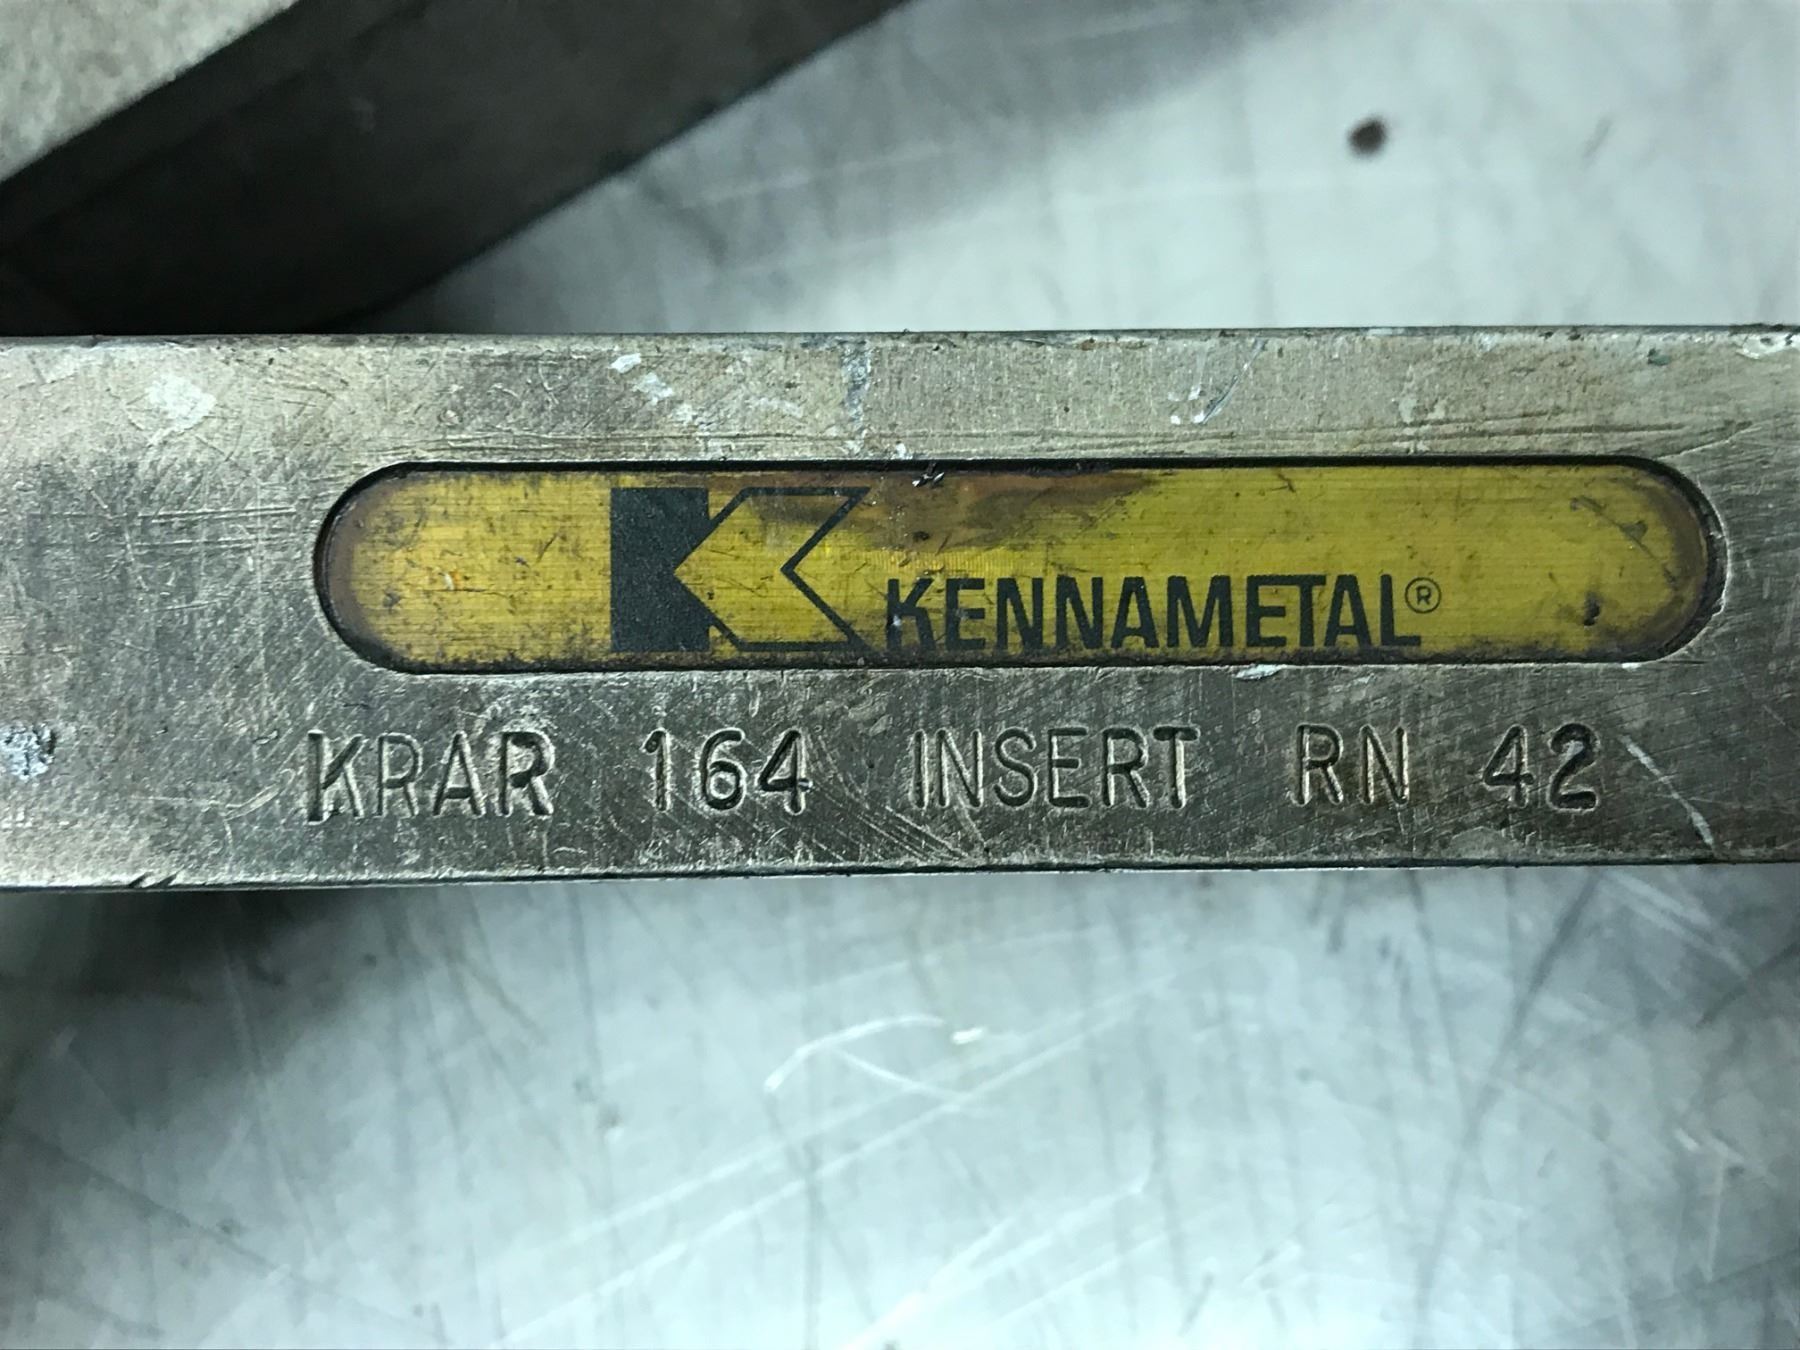 KENNAMETAL®
KRAR 164 INSERT RN 42